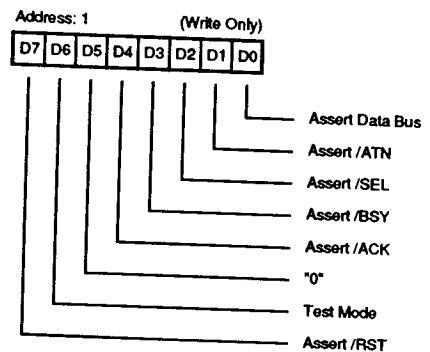 Address: 1 (Write Only)
D7 D6 D5 D4 D3 D2 D1 D0
Assert Data Bus
Assert /ATN
Assert /SEL
Assert /BSY
Assert /ACK
"0"
Test Mode
Assert /RST